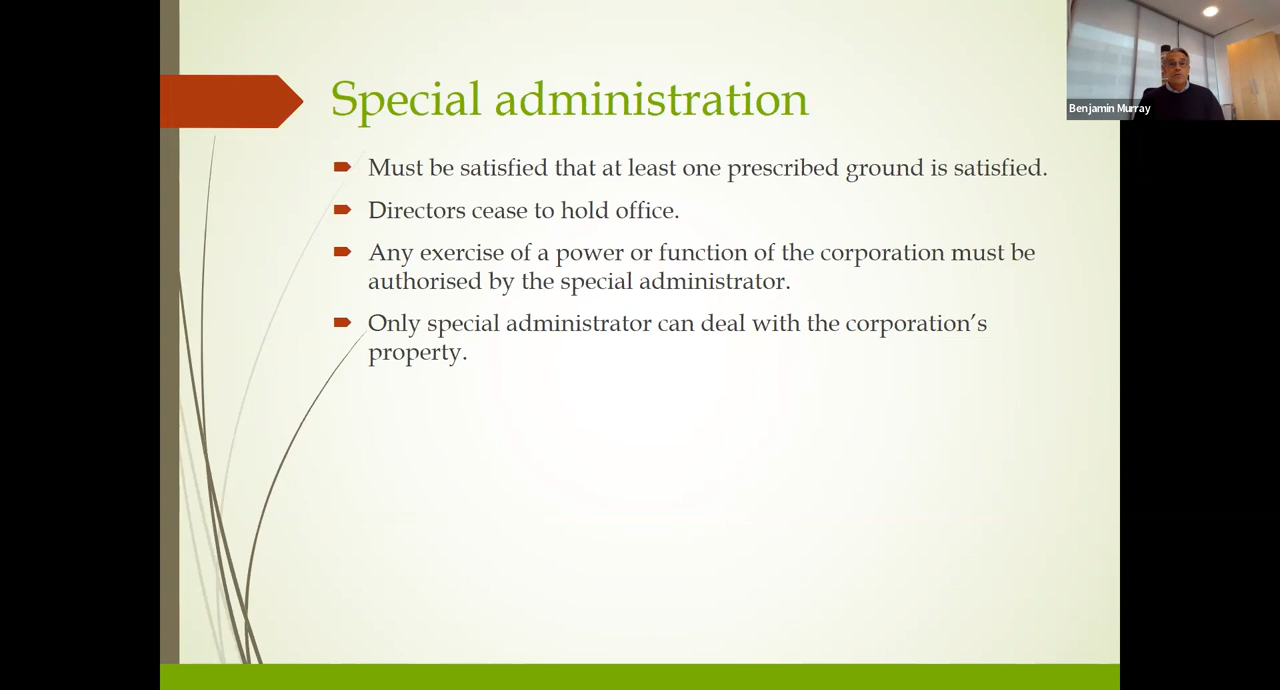 Special administration
Must be satisfied that at least one prescribed ground is satisfied.
Directors cease to hold office.
Any exercise of a power or function of the corporation must be
authorised by the special administrator.
Only special administrator can deal with the corporation’s
property.
Benjamin Murray